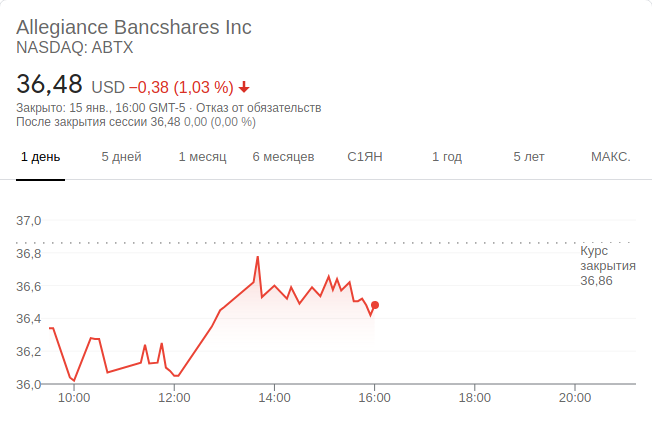 Allegiance Bancshares Inc
NASDAQ: ABTX
36,48 USD −0,38 (1,03 %)
Закрыто: 15 янв., 16:00 GMT-5 · Отказ от обязательств
После закрытия сессии 36,48 0,00 (0,00 %)
1 день 5 дней 1 месяц 6 месяцев С1ЯН 1 год 5 лет МАКС.
37,0
36,8
36,6
36,4
36,2
36,0
Курс
закрытия
36,86
10:00 12:00 14:00 16:00 18:00 20:00